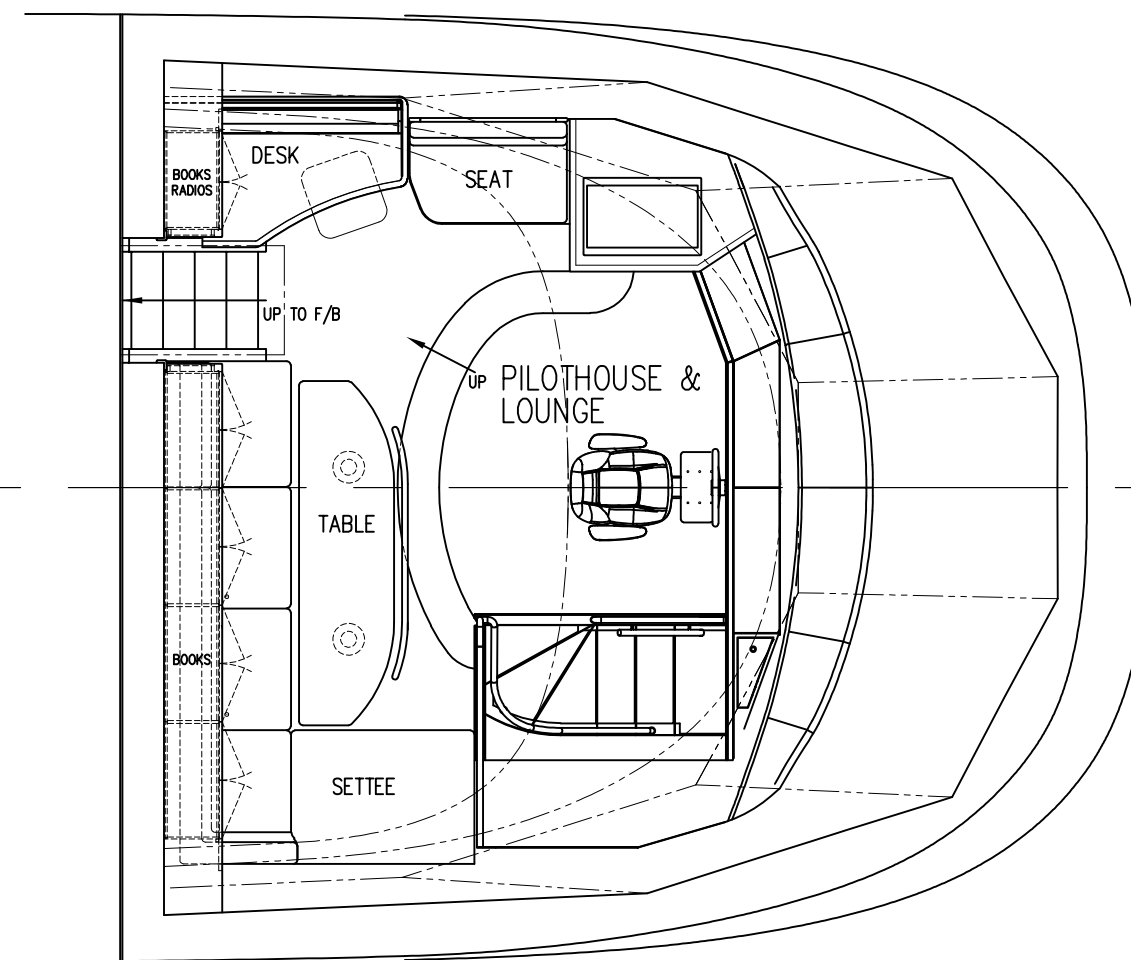 DESK
BOOKS
RADIOS
SEAT
UP TO F/B
UP
PILOTHOUSE &
LOUNGE
TABLE
BOOKS
SETTEE